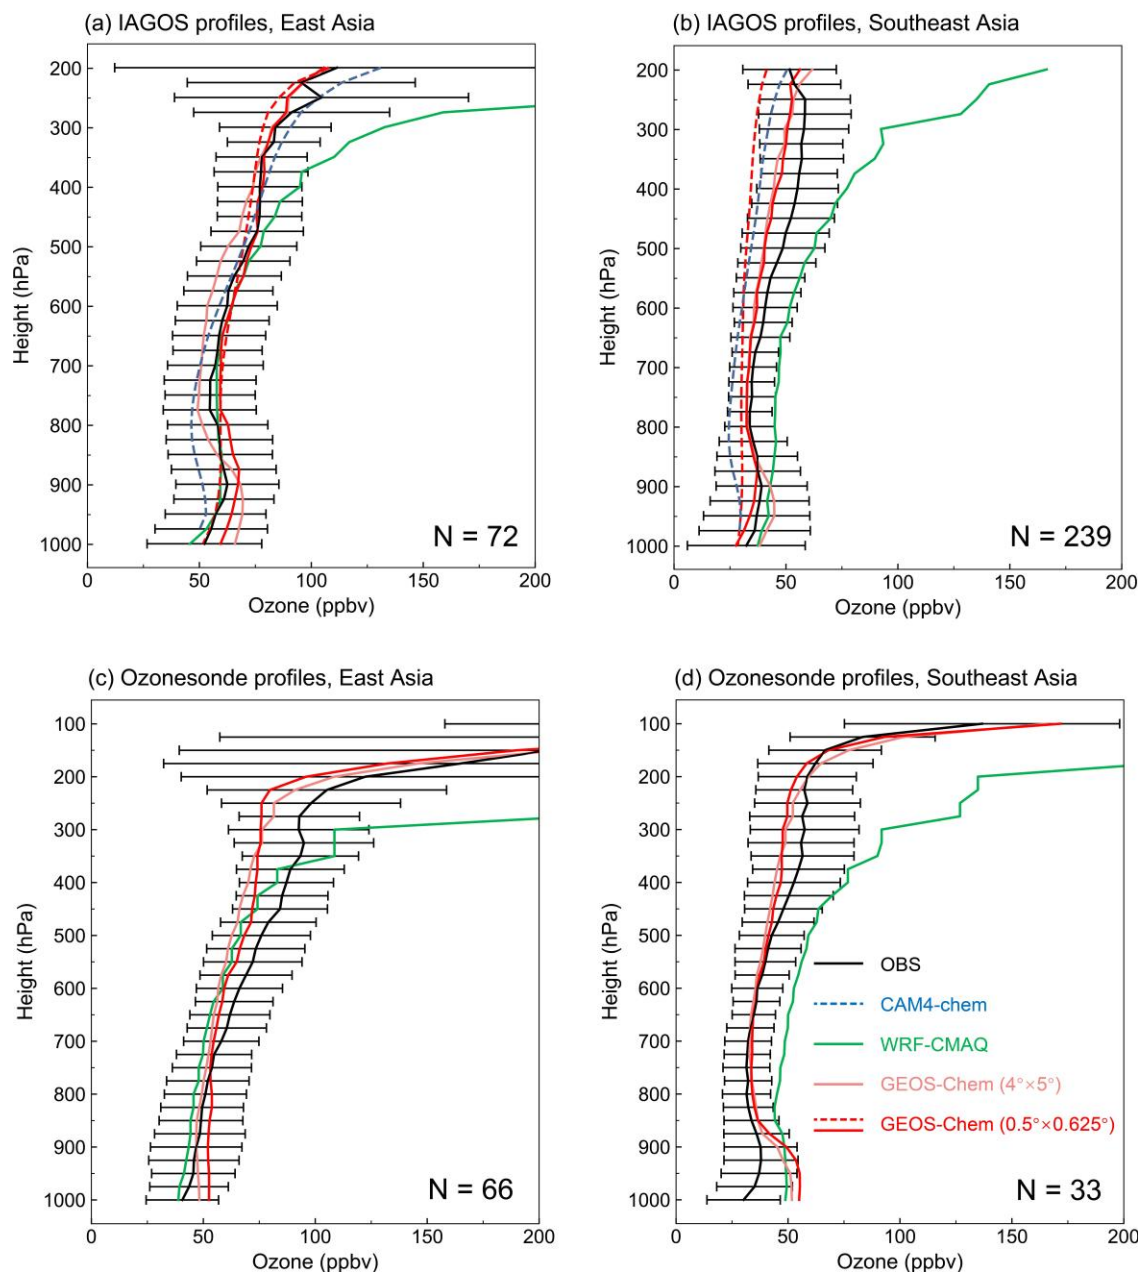 (a) IAGOS profiles, East Asia
200
300
400
500
600
700
800
900
1000
Height (hPa)
N = 72
0 50 100 150 200
Ozone (ppbv)
(b) IAGOS profiles, Southeast Asia
200
300
400
500
600
700
800
900
1000
Height (hPa)
N = 239
0 50 100 150 200
Ozone (ppbv)
(c) Ozonesonde profiles, East Asia
100
200
300
400
500
600
700
800
900
1000
Height (hPa)
N = 66
0 50 100 150 200
Ozone (ppbv)
(d) Ozonesonde profiles, Southeast Asia
100
200
300
400
500
600
700
800
900
1000
Height (hPa)
OBS
CAM4-chem
WRF-CMAQ
GEOS-Chem (4°×5°)
GEOS-Chem (0.5°×0.625°)
N = 33
0 50 100 150 200
Ozone (ppbv)